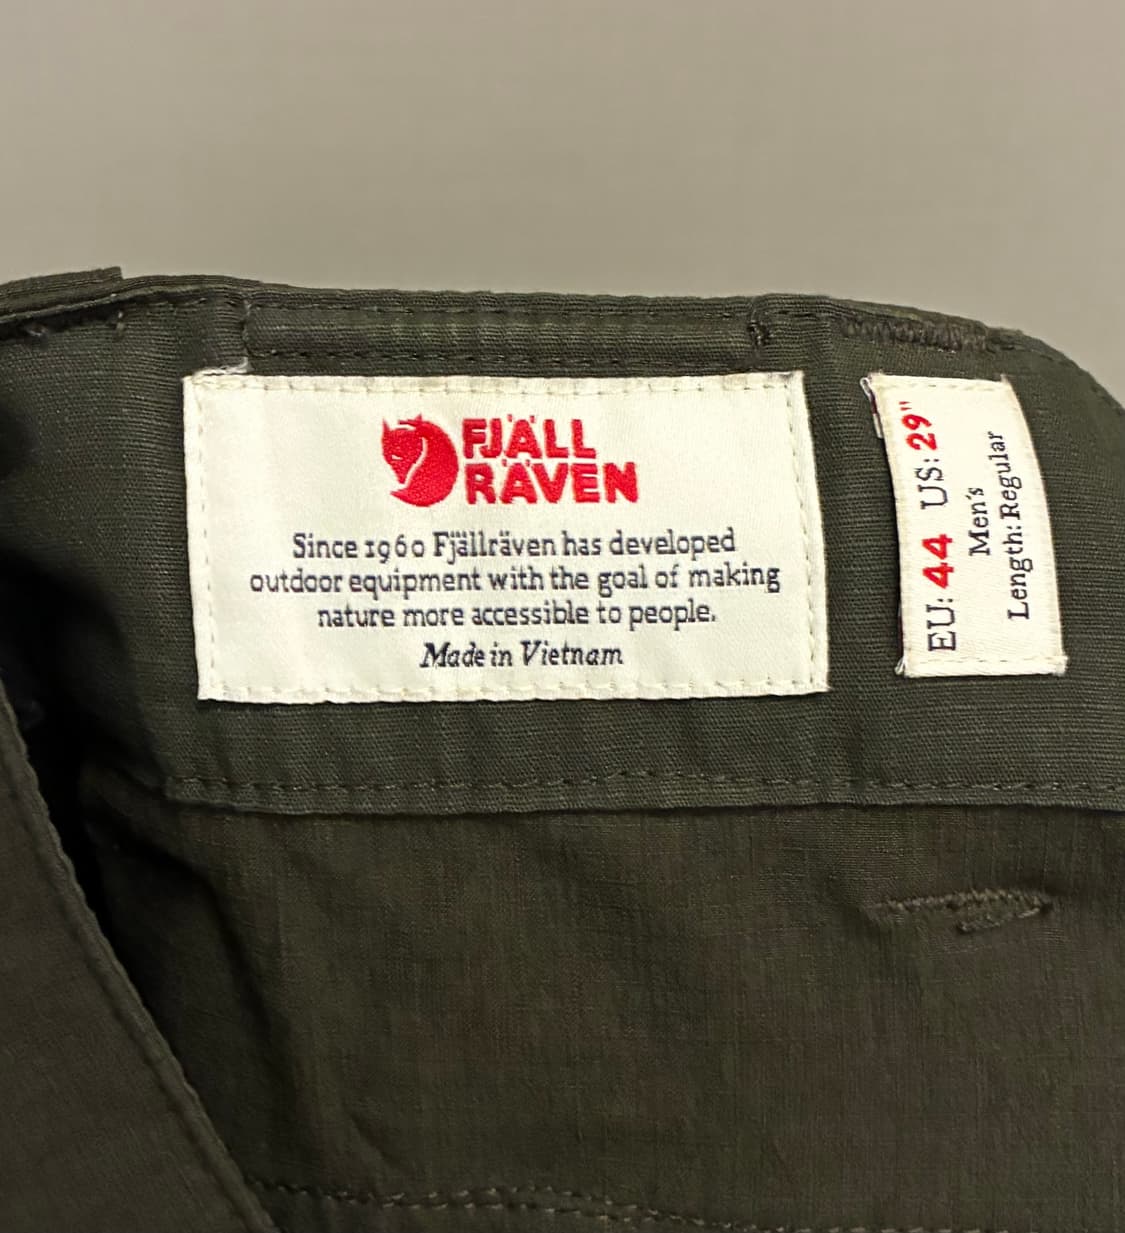 FJÄLL
RÄVEN
Since 1960 Fjällräven has developed
outdoor equipment with the goal of making
nature more accessible to people.
Made in Vietnam
EU: 44 US: 29"
Men's
Length: Regular